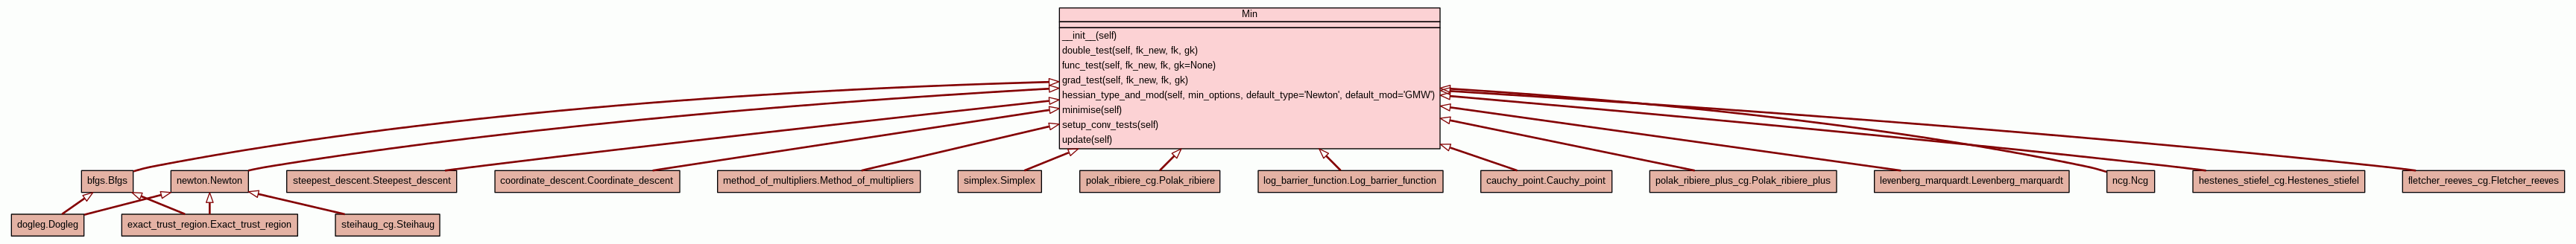 Min
__init__(self)
double_test(self, fk_new, fk, gk)
func_test(self, fk_new, fk, gk=None)
grad_test(self, fk_new, fk, gk)
hessian_type_and_mod(self, min_options, default_type='Newton', default_mod='GMW')
minimise(self)
setup_conv_tests(self)
update(self)
bfgs.Bfgs
newton.Newton
steepest_descent.Steepest_descent
coordinate_descent.Coordinate_descent
method_of_multipliers.Method_of_multipliers
simplex.Simplex
polak_ribiere_cg.Polak_ribiere
log_barrier_function.Log_barrier_function
cauchy_point.Cauchy_point
polak_ribiere_plus_cg.Polak_ribiere_plus
levenberg_marquardt.Levenberg_marquardt
ncg.Ncg
hestenes_stiefel_cg.Hestenes_stiefel
fletcher_reeves_cg.Fletcher_reeves
dogleg.Dogleg
exact_trust_region.Exact_trust_region
steihaug_cg.Steihaug